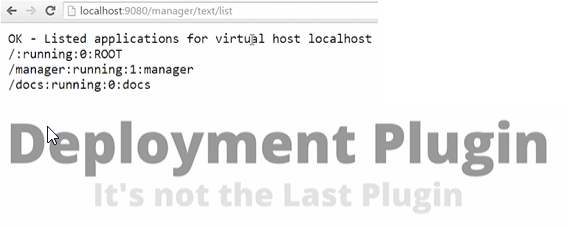 localhost:9080/manager/text/list
OK - Listed applications for virtual host localhost
/:running:0:ROOT
/manager:running:1:manager
/docs:running:0:docs
Deployment Plugin
It's not the Last Plugin